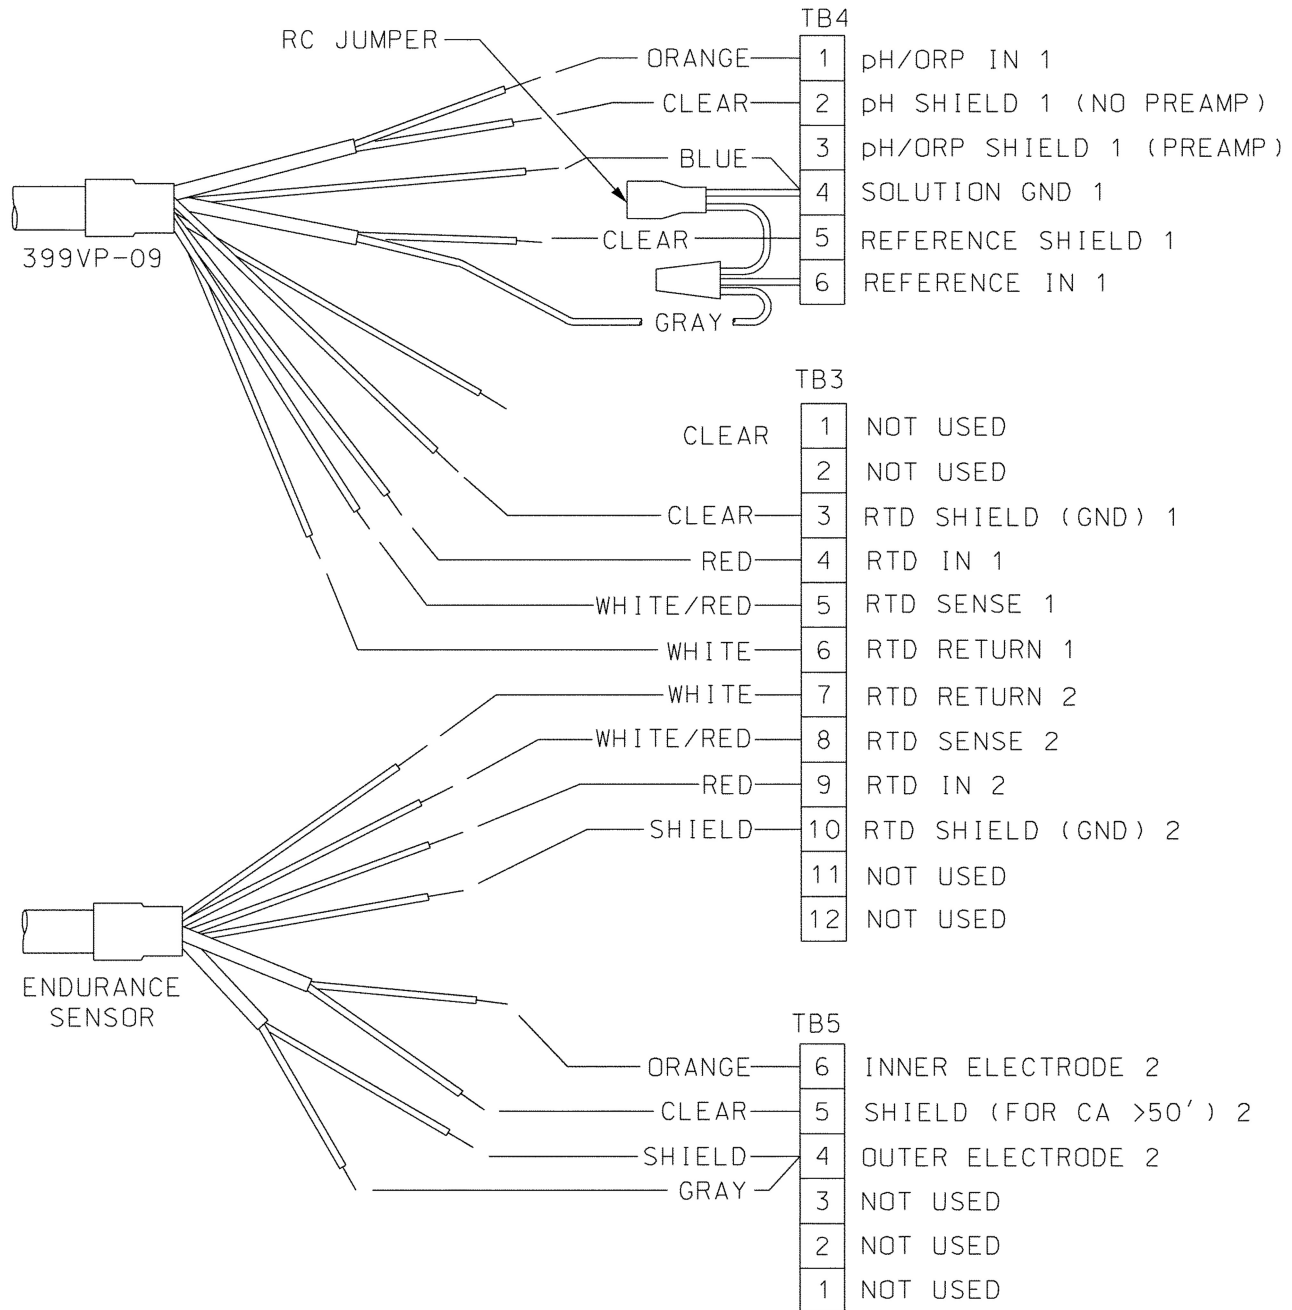 TB4
RC JUMPER
ORANGE 1 pH/ORP IN 1
CLEAR 2 pH SHIELD 1 (NO PREAMP)
3 pH/ORP SHIELD 1 (PREAMP)
BLUE
4 SOLUTION GND 1
CLEAR 5 REFERENCE SHIELD 1
399VP-09
6 REFERENCE IN 1
GRAY
TB3
1 NOT USED
CLEAR
2 NOT USED
CLEAR 3 RTD SHIELD (GND) 1
RED 4 RTD IN 1
WHITE/RED 5 RTD SENSE 1
WHITE 6 RTD RETURN 1
WHITE 7 RTD RETURN 2
WHITE/RED 8 RTD SENSE 2
RED 9 RTD IN 2
SHIELD 10 RTD SHIELD (GND) 2
11 NOT USED
12 NOT USED
ENDURANCE
SENSOR
TB5
ORANGE 6 INNER ELECTRODE 2
CLEAR 5 SHIELD (FOR CA >50') 2
SHIELD 4 OUTER ELECTRODE 2
GRAY
3 NOT USED
2 NOT USED
1 NOT USED